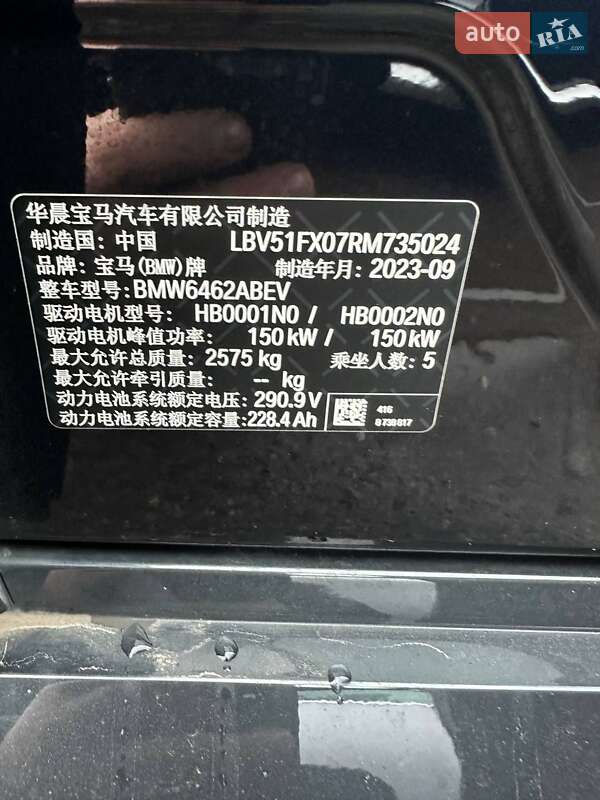 auto RIA.com
华晨宝马汽车有限公司制造
制造国: 中国 LBV51FX07RM735024
品牌: 宝马(BMW)牌 制造年月: 2023-09
整车型号: BMW6462ABEV
驱动电机型号: HB0001N0 / HB0002N0
驱动电机峰值功率: 150 kW / 150 kW
最大允许总质量: 2575 kg 乘坐人数: 5
最大允许牵引质量: -- kg
动力电池系统额定电压: 290.9 V
动力电池系统额定容量: 228.4 Ah
416
8739817